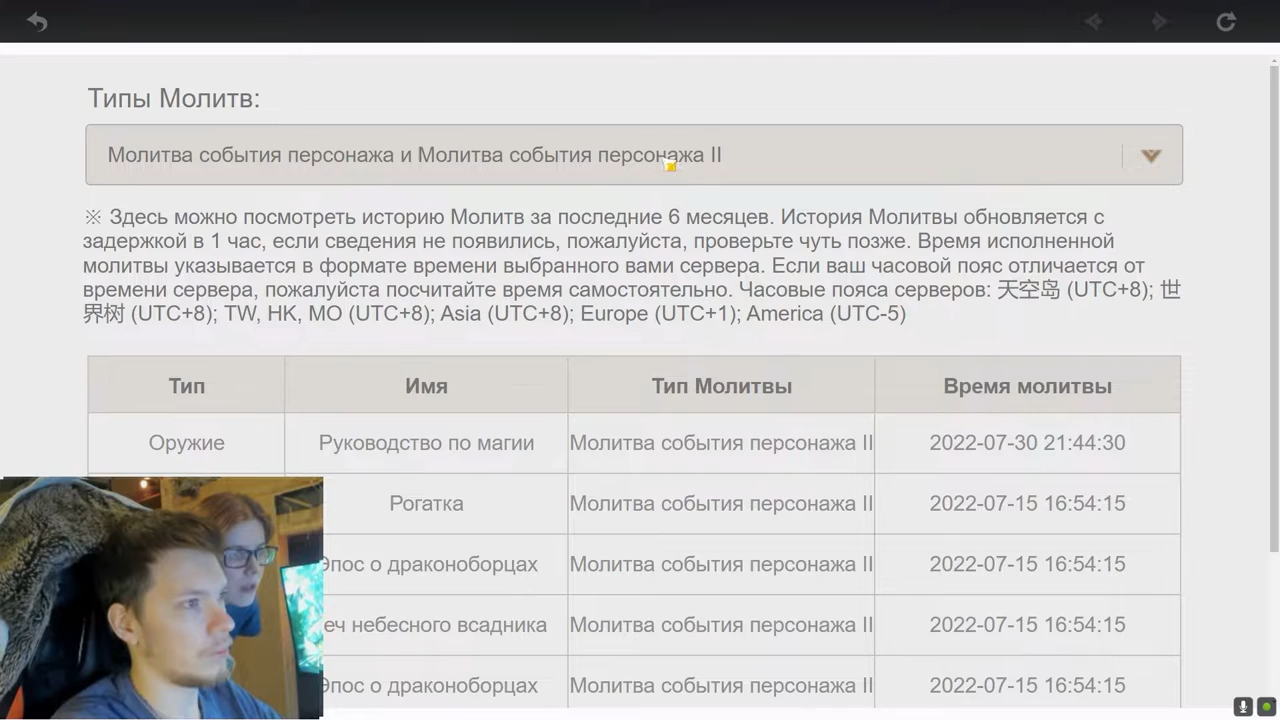 Типы Молитв:
Молитва события персонажа и Молитва события персонажа II
※ Здесь можно посмотреть историю Молитв за последние 6 месяцев. История Молитвы обновляется с
задержкой в 1 час, если сведения не появились, пожалуйста, проверьте чуть позже. Время исполненной
молитвы указывается в формате времени выбранного вами сервера. Если ваш часовой пояс отличается от
времени сервера, пожалуйста посчитайте время самостоятельно. Часовые пояса серверов: 天空岛 (UTC+8); 世
界树 (UTC+8); TW, HK, MO (UTC+8); Asia (UTC+8); Europe (UTC+1); America (UTC-5)
Тип Имя Тип Молитвы Время молитвы
Оружие Руководство по магии Молитва события персонажа II 2022-07-30 21:44:30
Рогатка Молитва события персонажа II 2022-07-15 16:54:15
Эпос о драконоборцах Молитва события персонажа II 2022-07-15 16:54:15
еч небесного всадника Молитва события персонажа II 2022-07-15 16:54:15
Эпос о драконоборцах Молитва события персонажа II 2022-07-15 16:54:15